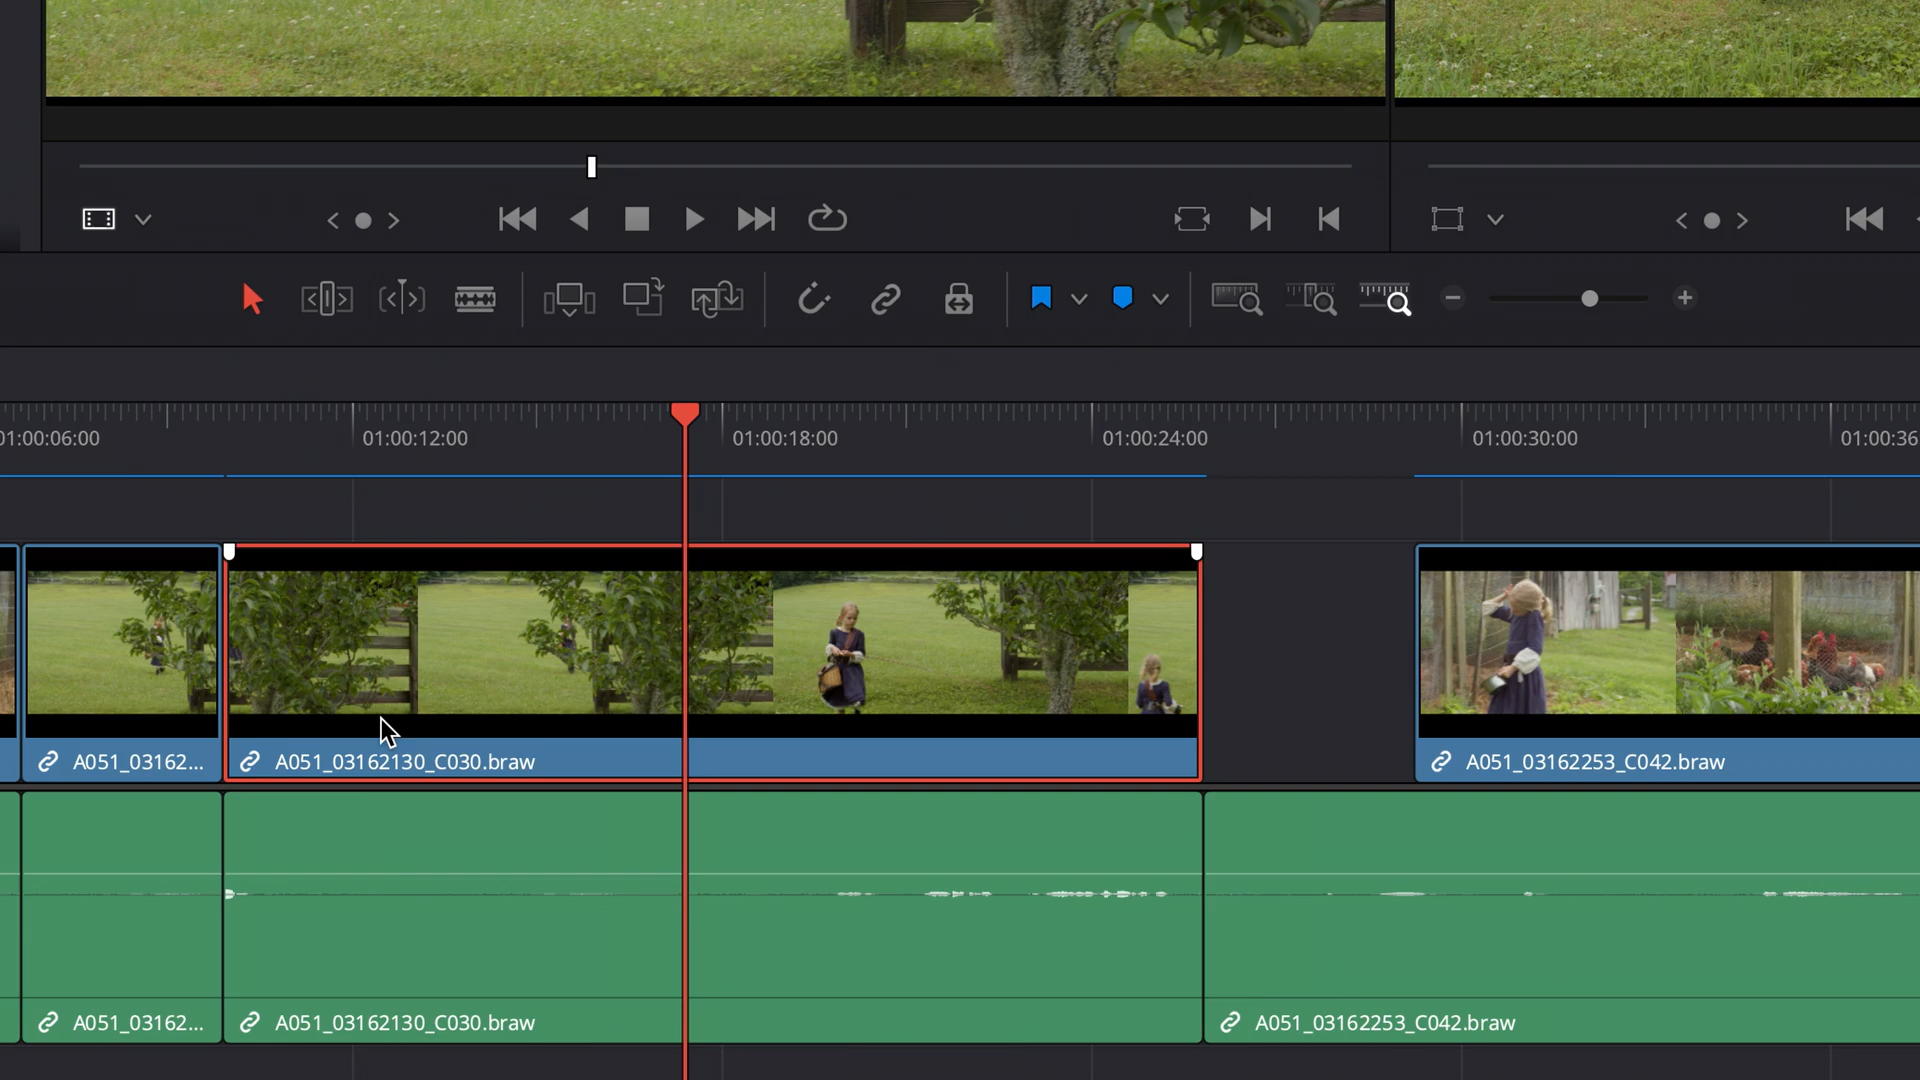 01:00:06:00
01:00:12:00
01:00:18:00
01:00:24:00
01:00:30:00
01:00:36
A051_03162...
A051_03162130_C030.braw
A051_03162253_C042.braw
A051_03162...
A051_03162130_C030.braw
A051_03162253_C042.braw